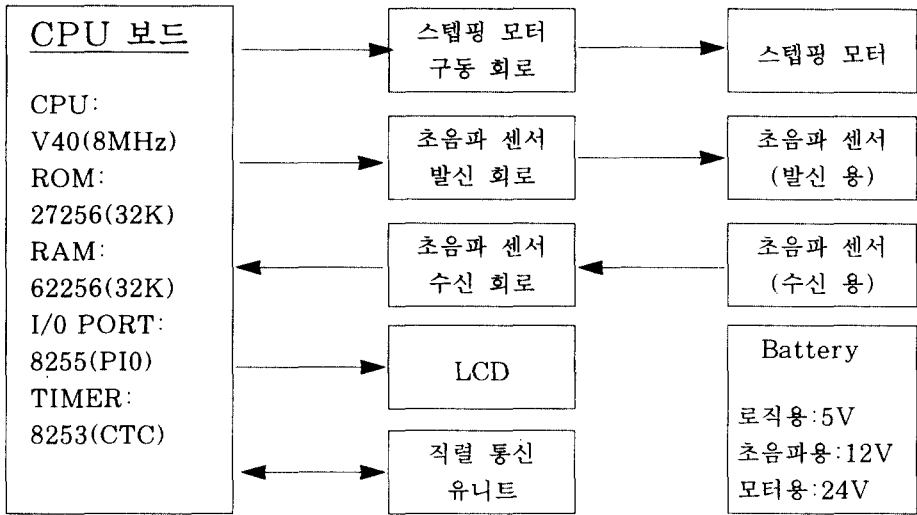 CPU 보드
CPU:
V40(8MHz)
ROM:
27256(32K)
RAM:
62256(32K)
I/0 PORT:
8255(PI0)
TIMER:
8253(CTC)
스텝핑 모터
구동 회로
스텝핑 모터
초음파 센서
발신 회로
초음파 센서
(발신 용)
초음파 센서
수신 회로
초음파 센서
(수신 용)
LCD
직렬 통신
유니트
Battery
로직용:5V
초음파용:12V
모터용:24V